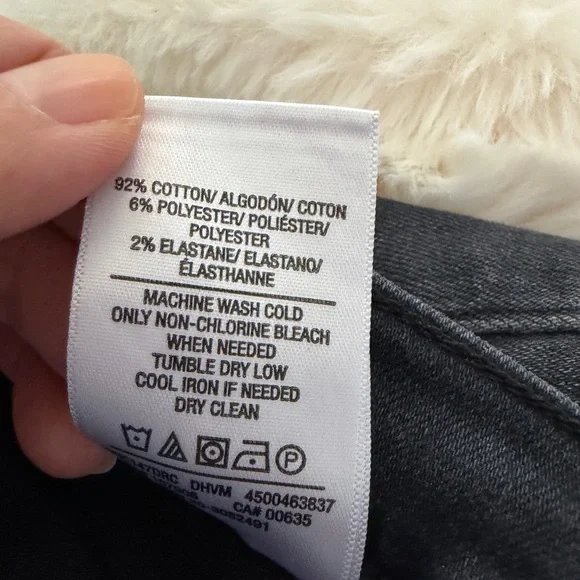 92% COTTON/ ALGODÓN/ COTON
6% POLYESTER/ POLIÉSTER/
POLYESTER
2% ELASTANE/ ELASTANO/
ÉLASTHANNE
MACHINE WASH COLD
ONLY NON-CHLORINE BLEACH
WHEN NEEDED
TUMBLE DRY LOW
COOL IRON IF NEEDED
DRY CLEAN
P
DHVM 4500463837
CA# 00635